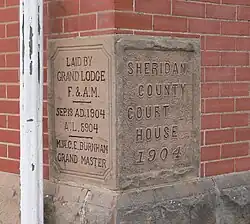 LAID BY
GRAND LODGE
F. & A.M.
SEP. 18 A.D. 1904
A.L. 5904
M.W.C.E. BURNHAM
GRAND MASTER
SHERIDAN
COUNTY
COURT
HOUSE
1904